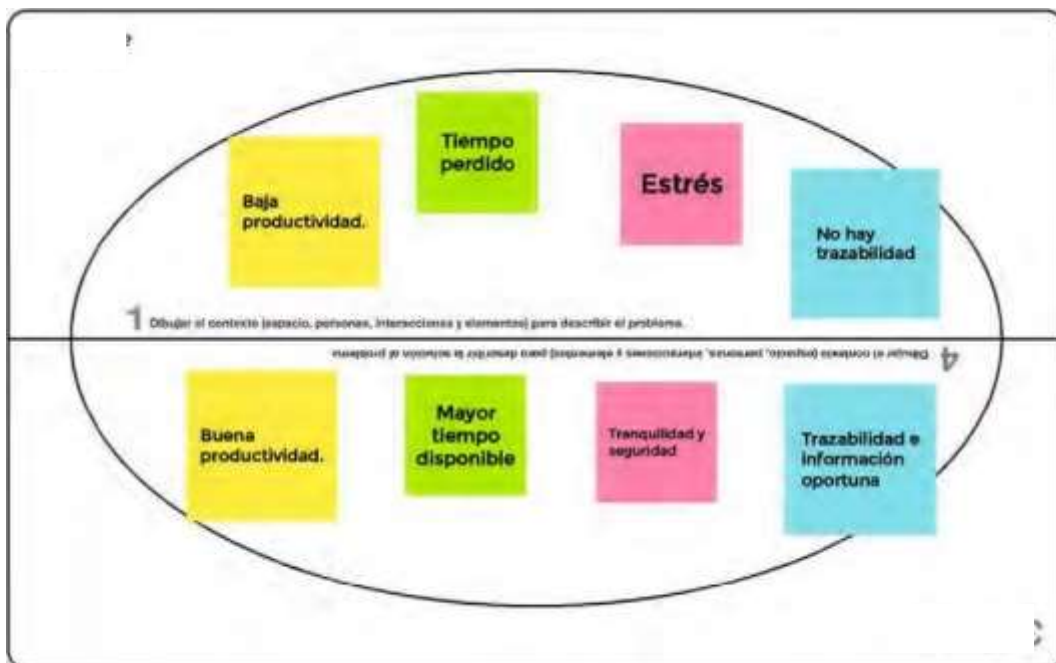 Baja
productividad.
Tiempo
perdido
Estrés
No hay
trazabilidad
1 Dibujar el contexto (espacio, personas, interacciones y elementos) para describir el problema.
4 Dibujar el contexto (espacio, personas, interacciones y elementos) para describir la solución al problema
Buena
productividad.
Mayor
tiempo
disponible
Tranquilidad y
seguridad
Trazabilidad e
información
oportuna